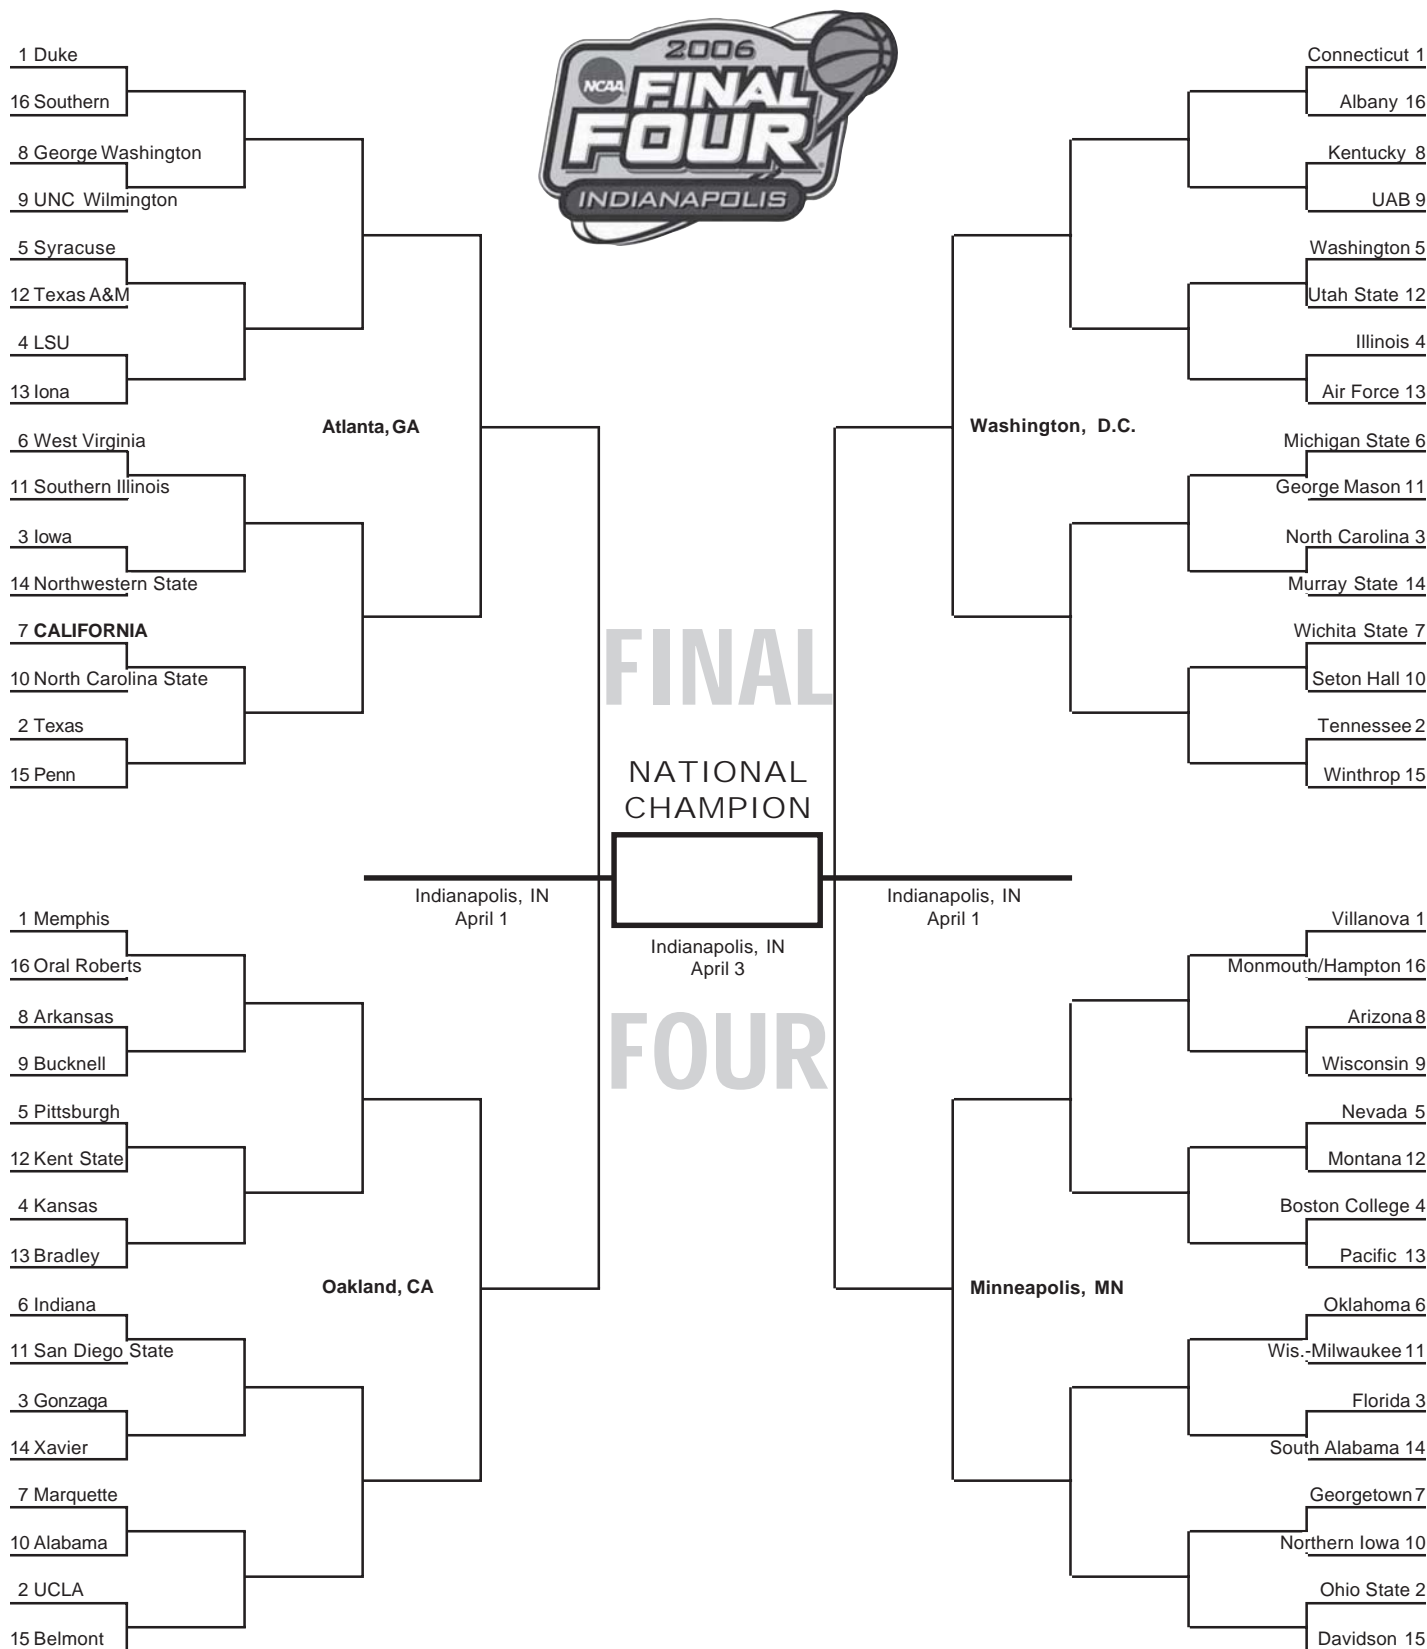 2006
NCAA
FINAL
FOUR
INDIANAPOLIS
1 Duke
16 Southern
8 George Washington
9 UNC Wilmington
5 Syracuse
12 Texas A&M
4 LSU
13 Iona
Atlanta, GA
6 West Virginia
11 Southern Illinois
3 Iowa
14 Northwestern State
7 CALIFORNIA
10 North Carolina State
2 Texas
15 Penn
Connecticut 1
Albany 16
Kentucky 8
UAB 9
Washington 5
Utah State 12
Illinois 4
Air Force 13
Washington, D.C.
Michigan State 6
George Mason 11
North Carolina 3
Murray State 14
Wichita State 7
Seton Hall 10
Tennessee 2
Winthrop 15
FINAL
NATIONAL
CHAMPION
Indianapolis, IN
April 1
Indianapolis, IN
April 1
Indianapolis, IN
April 3
FOUR
1 Memphis
16 Oral Roberts
8 Arkansas
9 Bucknell
5 Pittsburgh
12 Kent State
4 Kansas
13 Bradley
Oakland, CA
6 Indiana
11 San Diego State
3 Gonzaga
14 Xavier
7 Marquette
10 Alabama
2 UCLA
15 Belmont
Villanova 1
Monmouth/Hampton 16
Arizona 8
Wisconsin 9
Nevada 5
Montana 12
Boston College 4
Pacific 13
Minneapolis, MN
Oklahoma 6
Wis.-Milwaukee 11
Florida 3
South Alabama 14
Georgetown 7
Northern Iowa 10
Ohio State 2
Davidson 15